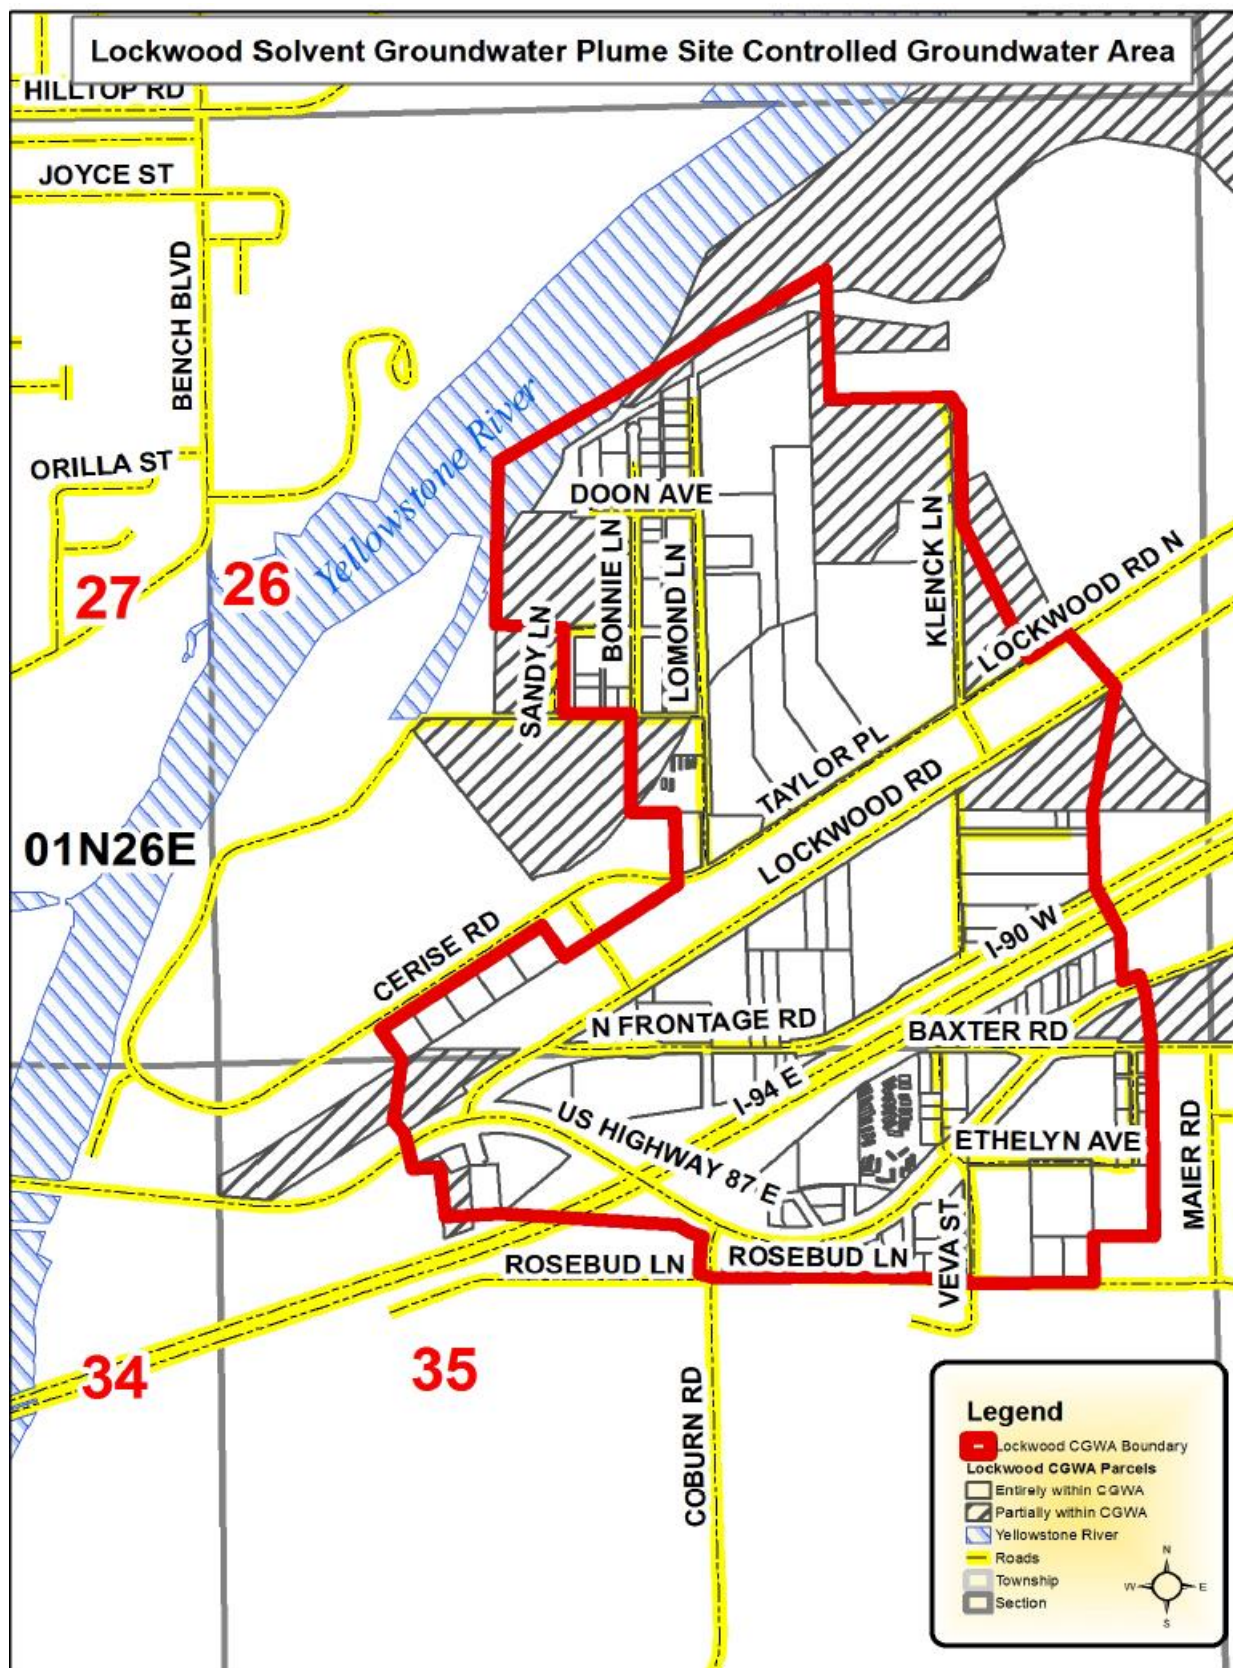 Lockwood Solvent Groundwater Plume Site Controlled Groundwater Area
HILLTOP RD
JOYCE ST
BENCH BLVD
ORILLA ST
Yellowstone River
27
26
DOON AVE
BONNIE LN
LOMOND LN
SANDY LN
KLENCK LN
LOCKWOOD RD N
TAYLOR PL
LOCKWOOD RD
01N26E
CERISE RD
I-90 W
N FRONTAGE RD
BAXTER RD
I-94 E
US HIGHWAY 87 E
ETHELYN AVE
MAIER RD
VEVA ST
ROSEBUD LN
ROSEBUD LN
34
35
COBURN RD
Legend
Lockwood CGWA Boundary
Lockwood CGWA Parcels
Entirely within CGWA
Partially within CGWA
Yellowstone River
Roads
Township
Section
N
W
E
S